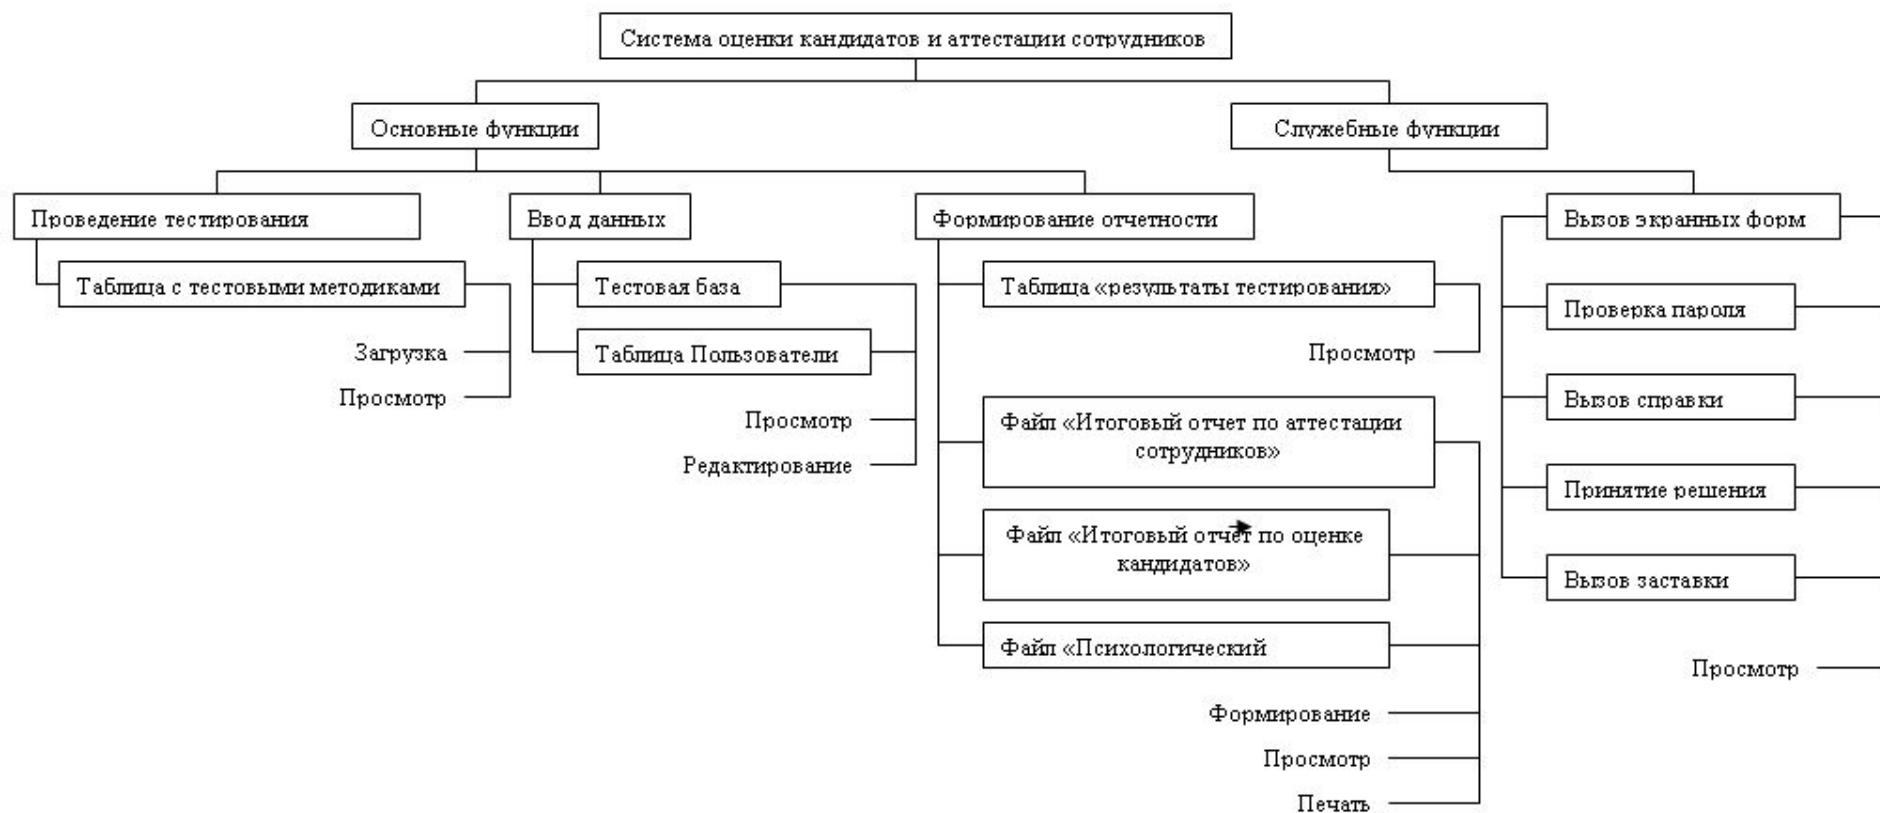 Система оценки кандидатов и аттестации сотрудников
Основные функции
Служебные функции
Проведение тестирования
Ввод данных
Формирование отчетности
Вызов экранных форм
Таблица с тестовыми методиками
Тестовая база
Таблица «результаты тестирования»
Проверка пароля
Загрузка
Таблица Пользователи
Просмотр
Просмотр
Вызов справки
Просмотр
Файл «Итоговый отчет по аттестации
сотрудников»
Редактирование
Принятие решения
Файл «Итоговый отчет по оценке
кандидатов»
Вызов заставки
Файл «Психологический
Просмотр
Формирование
Просмотр
Печать